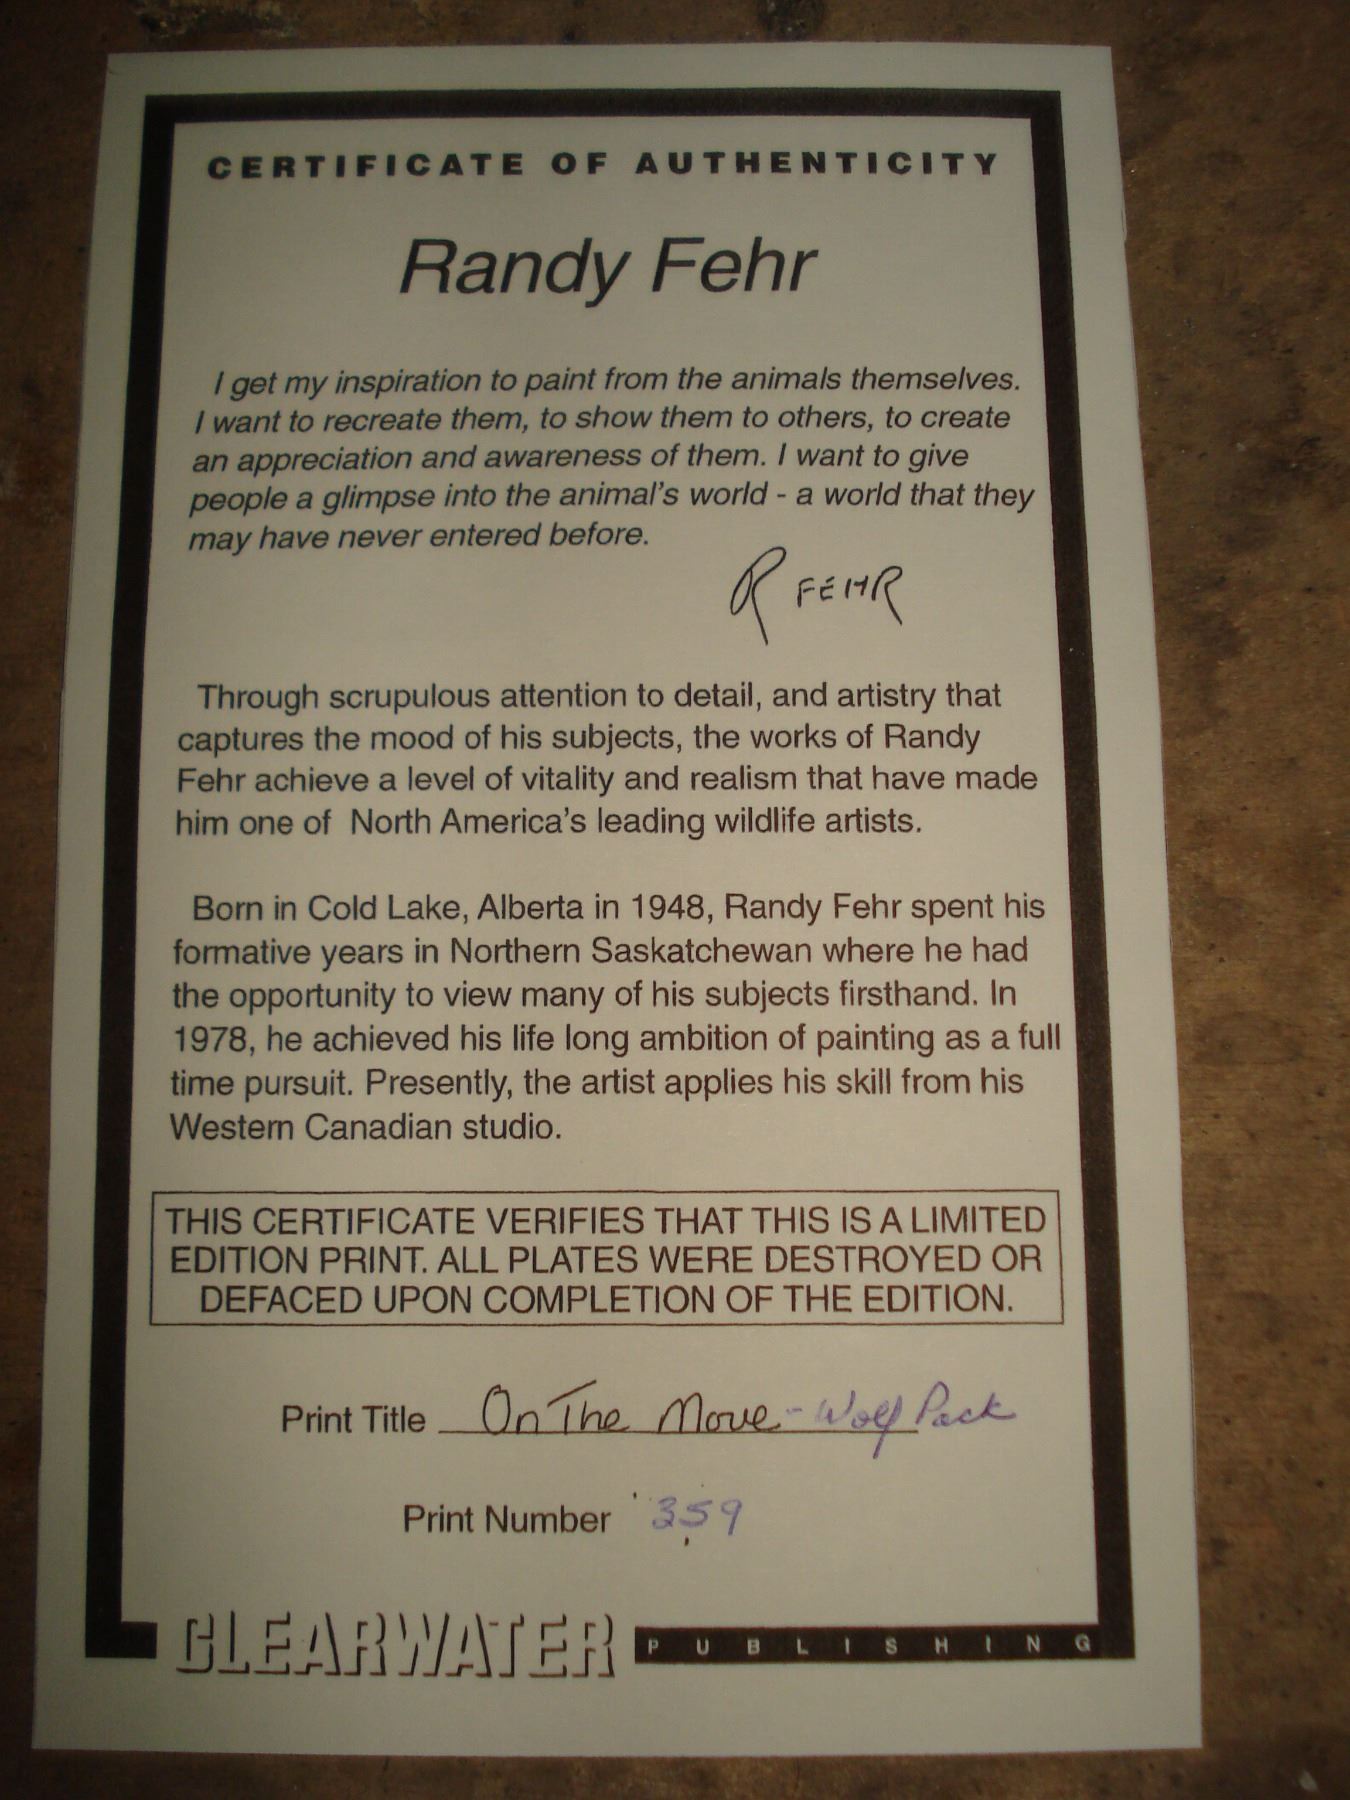 CERTIFICATE OF AUTHENTICITY
Randy Fehr
I get my inspiration to paint from the animals themselves.
I want to recreate them, to show them to others, to create
an appreciation and awareness of them. I want to give
people a glimpse into the animal's world - a world that they
may have never entered before.
R FEHR
Through scrupulous attention to detail, and artistry that
captures the mood of his subjects, the works of Randy
Fehr achieve a level of vitality and realism that have made
him one of North America's leading wildlife artists.
Born in Cold Lake, Alberta in 1948, Randy Fehr spent his
formative years in Northern Saskatchewan where he had
the opportunity to view many of his subjects firsthand. In
1978, he achieved his life long ambition of painting as a full
time pursuit. Presently, the artist applies his skill from his
Western Canadian studio.
THIS CERTIFICATE VERIFIES THAT THIS IS A LIMITED
EDITION PRINT. ALL PLATES WERE DESTROYED OR
DEFACED UPON COMPLETION OF THE EDITION.
Print Title On The Move - Wolf Pack
Print Number 359
CLEARWATER PUBLISHING